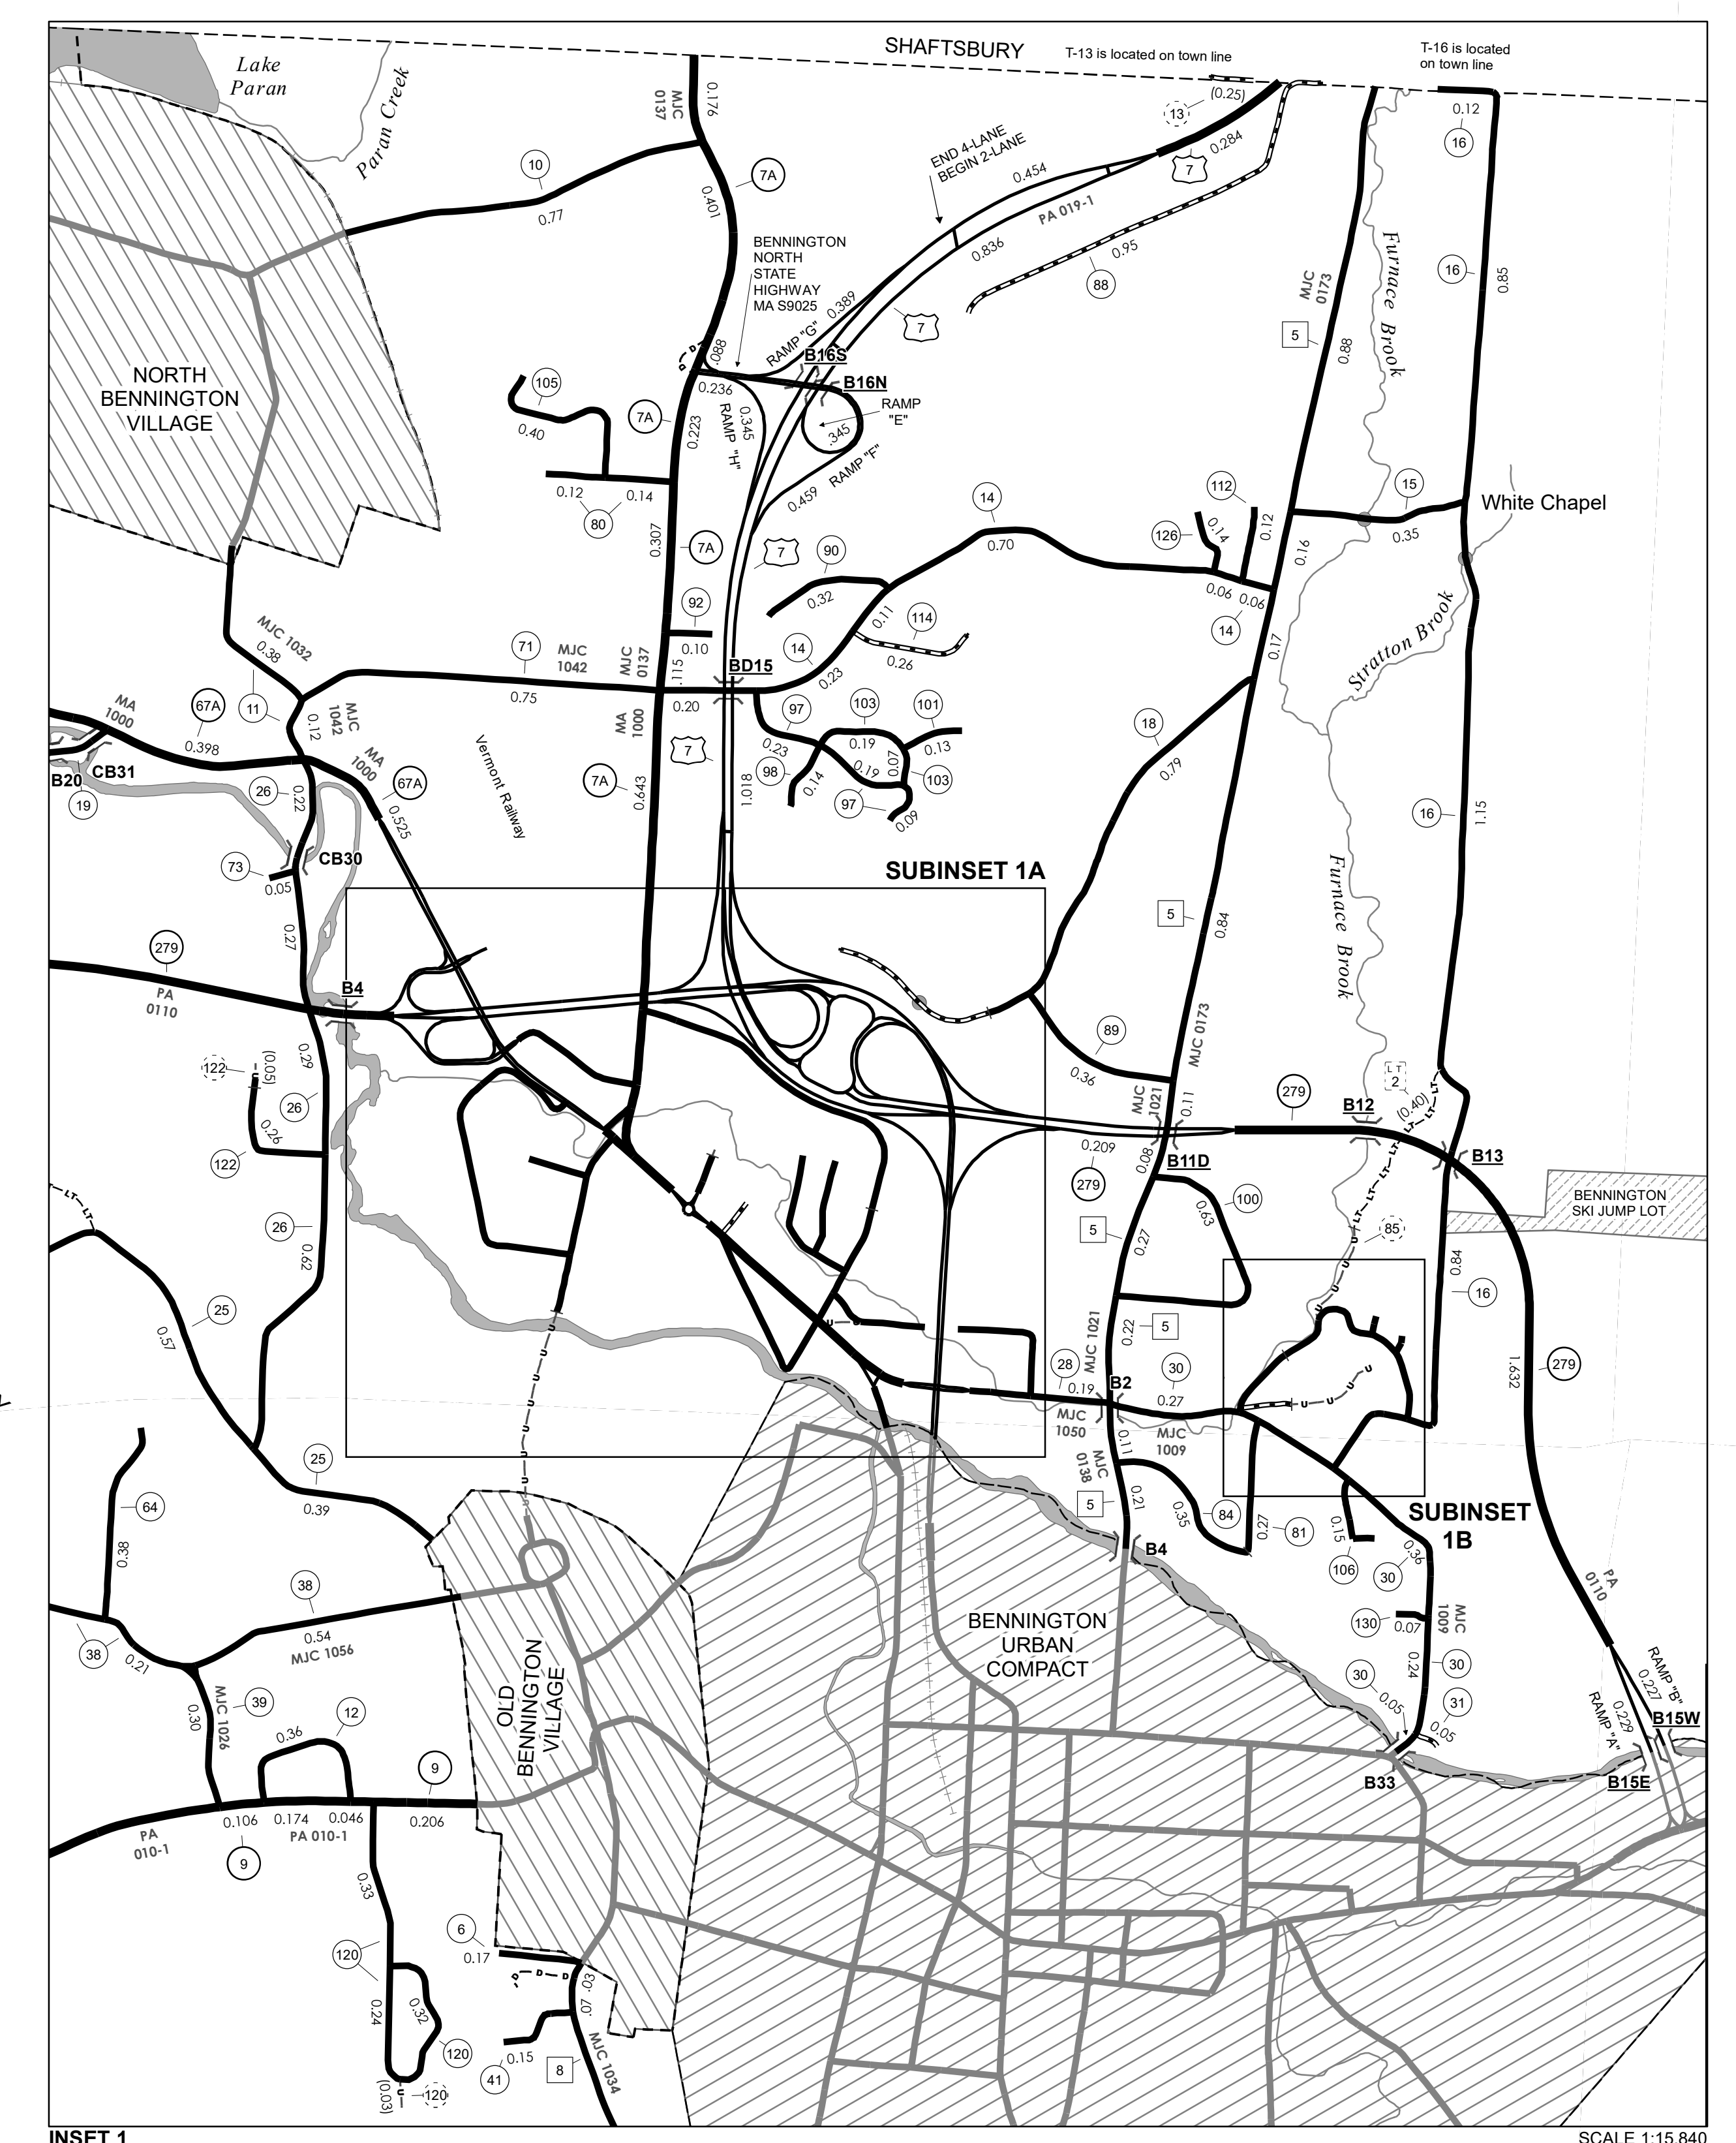 SHAFTSBURY
T-13 is located on town line
T-16 is located
on town line
Lake
Paran
Paran Creek
MJC
0137
0.176
13
(0.25)
7
0.284
0.12
16
END 4-LANE
BEGIN 2-LANE
0.454
PA 019-1
0.836
0.95
88
10
0.77
7A
0.401
BENNINGTON
NORTH
STATE
HIGHWAY
MA S9025
MJC
0173
Furnace Brook
16
0.85
5
0.88
NORTH
BENNINGTON
VILLAGE
.088
RAMP "G"
0.389
7
B16S
B16N
0.236
RAMP "H"
0.345
RAMP
"E"
.345
RAMP "F"
0.459
105
0.40
7A
0.223
0.12
0.14
80
0.307
7A
7
14
0.70
112
0.12
126
0.14
0.06
0.06
14
0.16
15
0.35
White Chapel
90
0.32
0.11
114
0.26
92
0.10
MJC 1032
0.38
11
71
MJC
1042
0.75
MJC
0137
.115
BD15
14
0.23
0.20
0.17
Stratton Brook
MA
1000
67A
0.398
0.12
MJC
1042
MA
1000
67A
0.525
Vermont Railway
MA
1000
7
7A
0.643
1.018
97
0.23
103
0.19
101
0.13
98
0.14
0.19
0.07
103
97
0.09
18
0.79
B20
CB31
19
26
0.22
CB30
73
0.05
16
1.15
Furnace Brook
SUBINSET 1A
5
0.84
0.27
279
PA
0110
B4
MJC 0173
89
0.36
0.29
122
(0.05)
26
0.26
122
MJC
1021
0.11
279
B12
LT
2
(0.40)
LT
LT
LT
LT
B13
0.209
279
0.08
B11D
BENNINGTON
SKI JUMP LOT
100
0.63
85
5
0.27
LT
26
0.62
25
0.57
0.84
16
U
U
U
U
U
0.22
5
MJC 1021
28
0.19
MJC
1050
B2
30
0.27
MJC
1009
0.11
U
U
U
1.632
279
U
U
U
U
U
U
U
25
0.39
64
0.38
MJC
0138
5
0.21
0.35
84
0.27
81
B4
SUBINSET
1B
0.15
106
0.36
30
PA
0110
38
0.54
MJC 1056
38
0.21
OLD
BENNINGTON
VILLAGE
BENNINGTON
URBAN
COMPACT
130
0.07
MJC
1009
0.24
30
30
0.05
31
0.05
B33
RAMP "B"
0.227
RAMP "A"
0.229
B15W
B15E
0.30
MJC 1026
39
0.36
12
9
0.106
0.174
0.046
0.206
PA
010-1
PA 010-1
9
0.33
120
0.24
0.32
120
(0.03)
U
120
6
0.17
D
D
D
.03
.07
41
0.15
8
MJC 1034
INSET 1
SCALE 1:15,840